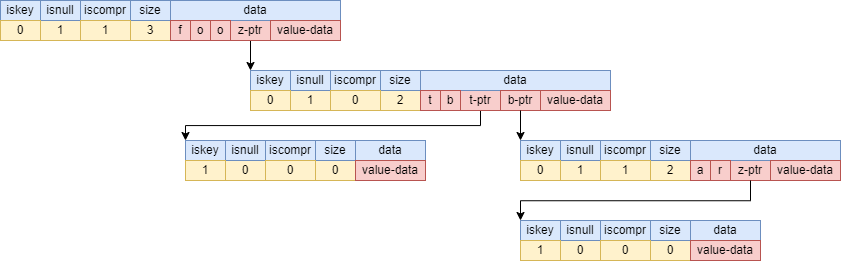 iskey isnull iscompr size data
0 1 1 3 f o o z-ptr value-data
iskey isnull iscompr size data
0 1 0 2 t b t-ptr b-ptr value-data
iskey isnull iscompr size data
1 0 0 0 value-data
iskey isnull iscompr size data
0 1 1 2 a r z-ptr value-data
iskey isnull iscompr size data
1 0 0 0 value-data